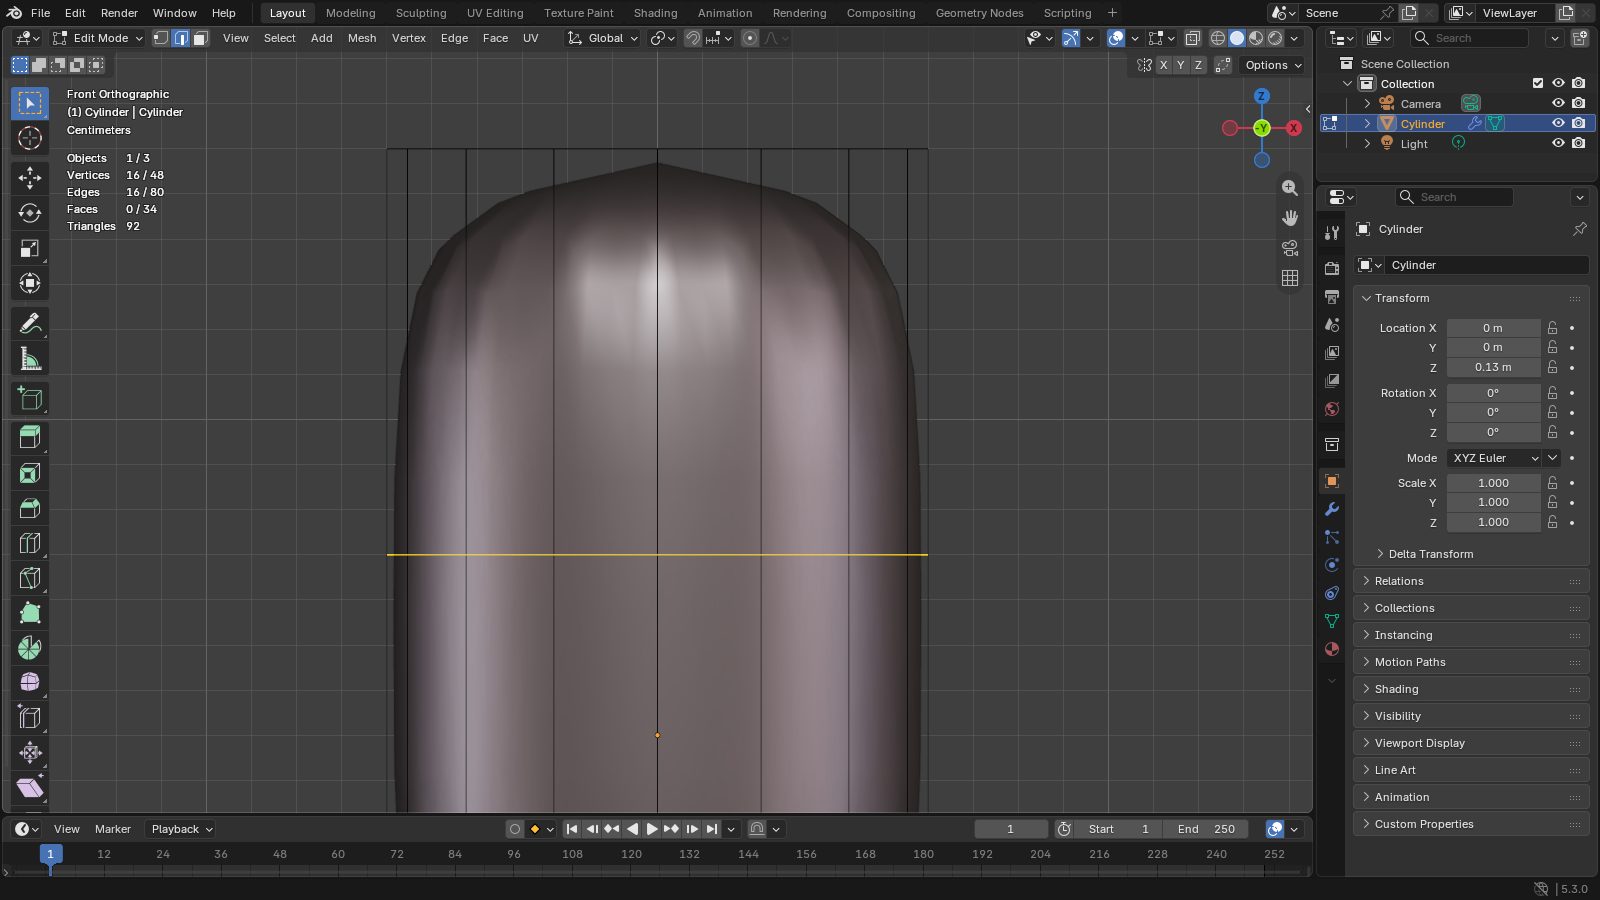 File Edit Render Window Help Layout Modeling Sculpting UV Editing Texture Paint Shading Animation Rendering Compositing Geometry Nodes Scripting + Scene ViewLayer
Edit Mode View Select Add Mesh Vertex Edge Face UV Global Search
X Y Z Options
Front Orthographic
(1) Cylinder | Cylinder
Centimeters
Objects 1 / 3
Vertices 16 / 48
Edges 16 / 80
Faces 0 / 34
Triangles 92
Z
-Y
X
Scene Collection
Collection
Camera
Cylinder
Light
Search
Cylinder
Cylinder
Transform
Location X 0 m
Y 0 m
Z 0.13 m
Rotation X 0°
Y 0°
Z 0°
Mode XYZ Euler
Scale X 1.000
Y 1.000
Z 1.000
Delta Transform
Relations
Collections
Instancing
Motion Paths
Shading
Visibility
Viewport Display
Line Art
Animation
Custom Properties
View Marker Playback 1 Start 1 End 250
1 12 24 36 48 60 72 84 96 108 120 132 144 156 168 180 192 204 216 228 240 252
5.3.0